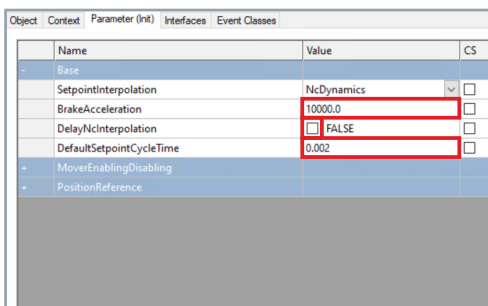 Object Context Parameter (Init) Interfaces Event Classes
Name Value CS
- Base
SetpointInterpolation NcDynamics
BrakeAcceleration 10000.0
DelayNcInterpolation FALSE
DefaultSetpointCycleTime 0.002
+ MoverEnablingDisabling
+ PositionReference